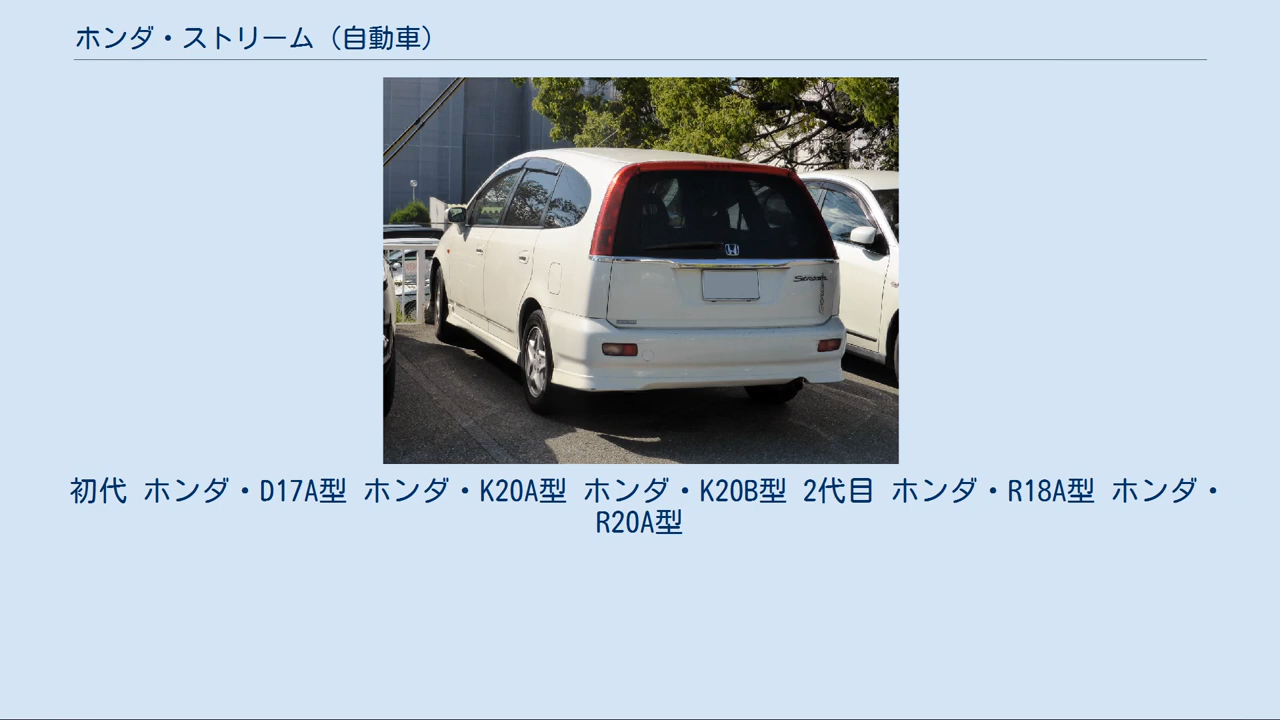 ホンダ・ストリーム（自動車）
Stream
初代 ホンダ・D17A型 ホンダ・K20A型 ホンダ・K20B型 2代目 ホンダ・R18A型 ホンダ・
R20A型